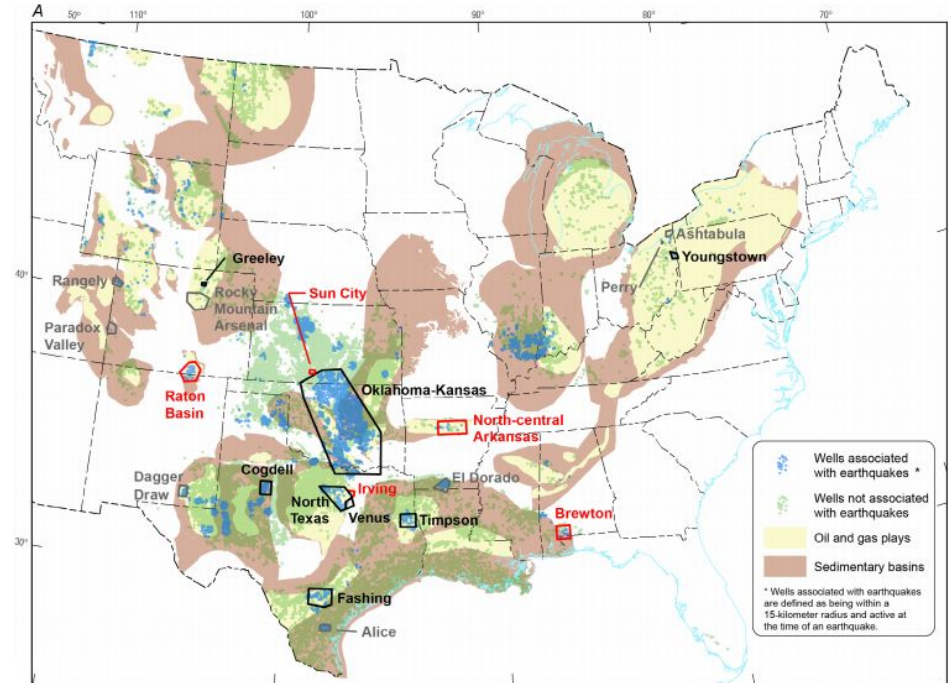 A
50°
110°
100°
90°
80°
70°
40°
30°
Greeley
Rangely
Rocky
Mountain
Arsenal
Sun City
Paradox
Valley
Raton
Basin
Oklahoma-Kansas
North-central
Arkansas
Ashtabula
Youngstown
Perry
Dagger
Draw
Cogdell
Irving
El Dorado
North
Texas
Venus
Timpson
Brewton
Fashing
Alice
Wells associated
with earthquakes *
Wells not associated
with earthquakes
Oil and gas plays
Sedimentary basins
* Wells associated with earthquakes
are defined as being within a
15-kilometer radius and active at
the time of an earthquake.